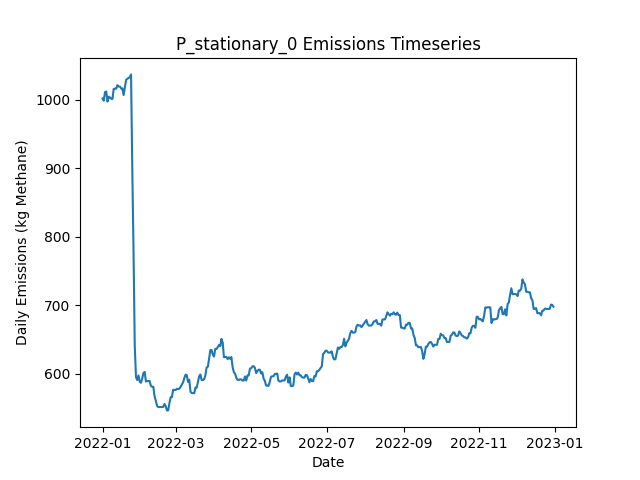 P_stationary_0 Emissions Timeseries
Daily Emissions (kg Methane)
1000
900
800
700
600
2022-01 2022-03 2022-05 2022-07 2022-09 2022-11 2023-01
Date